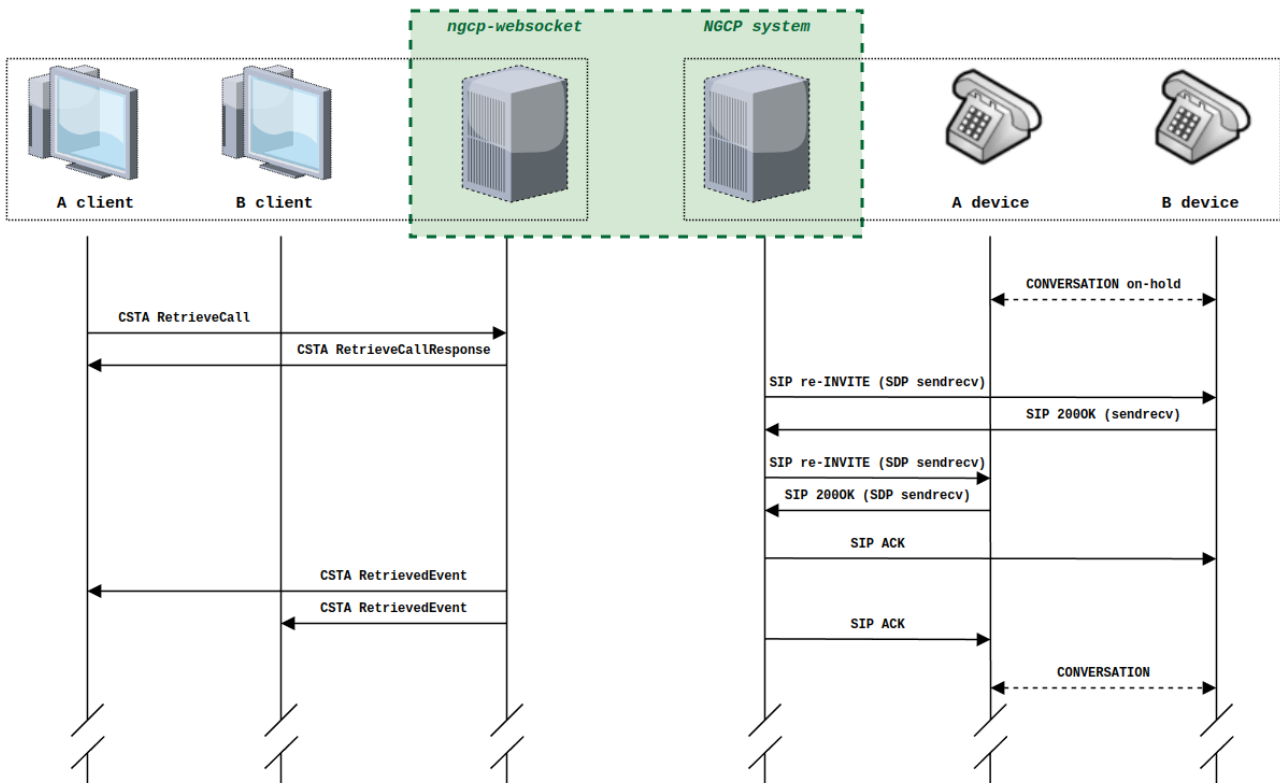 ngcp-websocket
NGCP system
A client
B client
A device
B device
CONVERSATION on-hold
CSTA RetrieveCall
CSTA RetrieveCallResponse
SIP re-INVITE (SDP sendrecv)
SIP 200OK (sendrecv)
SIP re-INVITE (SDP sendrecv)
SIP 200OK (SDP sendrecv)
SIP ACK
CSTA RetrievedEvent
CSTA RetrievedEvent
SIP ACK
CONVERSATION